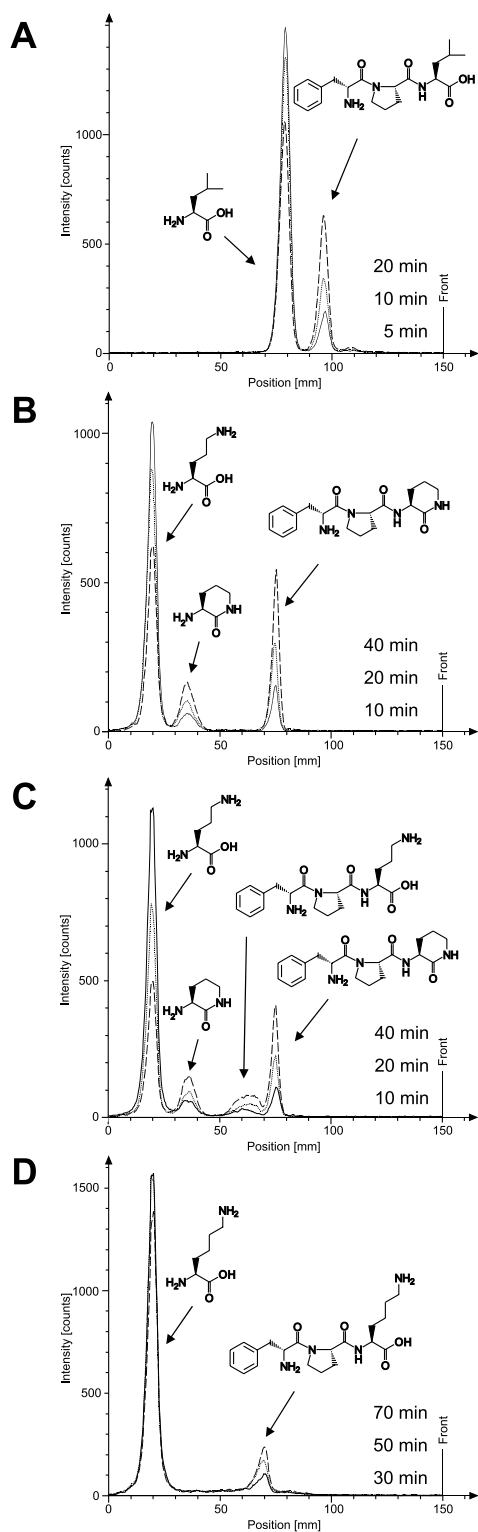 A
Intensity [counts]
1000
500
0
O
O
N
N
H
OH
NH₂
O
H₂N
OH
O
20 min
10 min
5 min
Front
0
50
100
150
Position [mm]
B
Intensity [counts]
1000
500
0
NH₂
H₂N
OH
O
O
O
N
N
H
NH
NH₂
O
H₂N
NH
O
40 min
20 min
10 min
Front
0
50
100
150
Position [mm]
C
Intensity [counts]
1000
500
0
NH₂
H₂N
OH
O
NH₂
O
O
N
N
H
OH
NH₂
O
O
O
N
N
H
NH
NH₂
O
H₂N
NH
O
40 min
20 min
10 min
Front
0
50
100
150
Position [mm]
D
Intensity [counts]
1500
1000
500
0
NH₂
H₂N
OH
O
NH₂
O
O
N
N
H
OH
NH₂
O
70 min
50 min
30 min
Front
0
50
100
150
Position [mm]